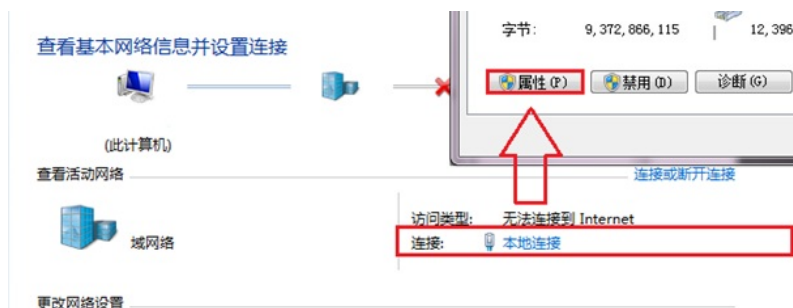 查看基本网络信息并设置连接
字节: 9,372,866,115 12,396
属性(P) 禁用(D) 诊断(G)
(此计算机)
查看活动网络 连接或断开连接
域网络
访问类型: 无法连接到 Internet
连接: 本地连接
更改网络设置